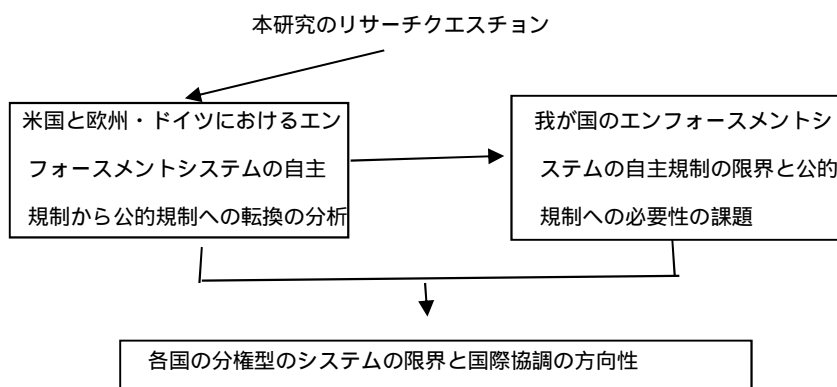 本研究のリサーチクエスチョン
米国と欧州・ドイツにおけるエン
フォースメントシステムの自主
規制から公的規制への転換の分析
我が国のエンフォースメントシ
ステムの自主規制の限界と公的
規制への必要性の課題
各国の分権型のシステムの限界と国際協調の方向性